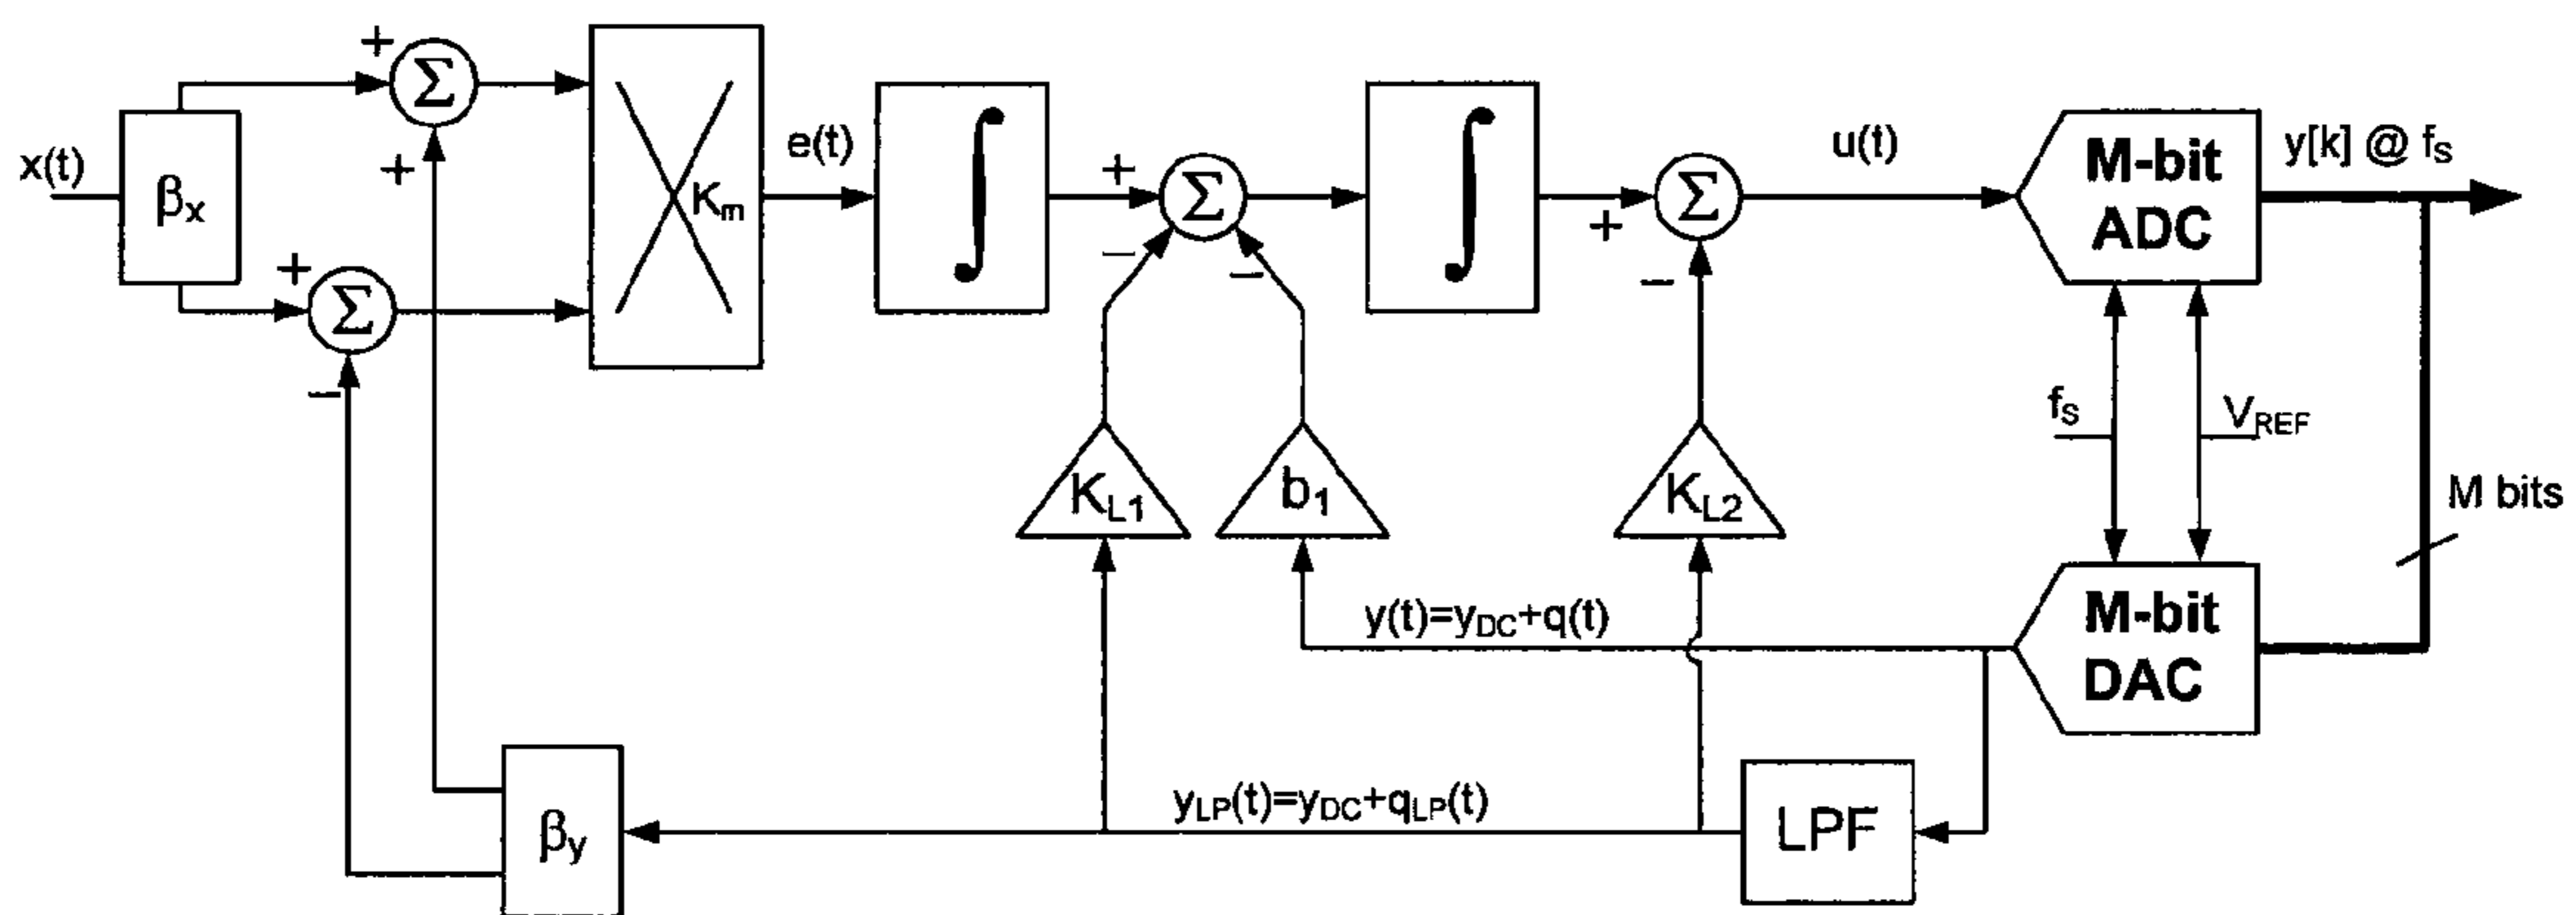 +
Σ
x(t)
βx
+
+
Σ
−
Km
e(t)
∫
+
Σ
−
−
∫
+
Σ
−
u(t)
M-bit
ADC
y[k] @ fS
KL1
b1
KL2
fS
VREF
M bits
y(t)=yDC+q(t)
M-bit
DAC
yLP(t)=yDC+qLP(t)
βy
LPF